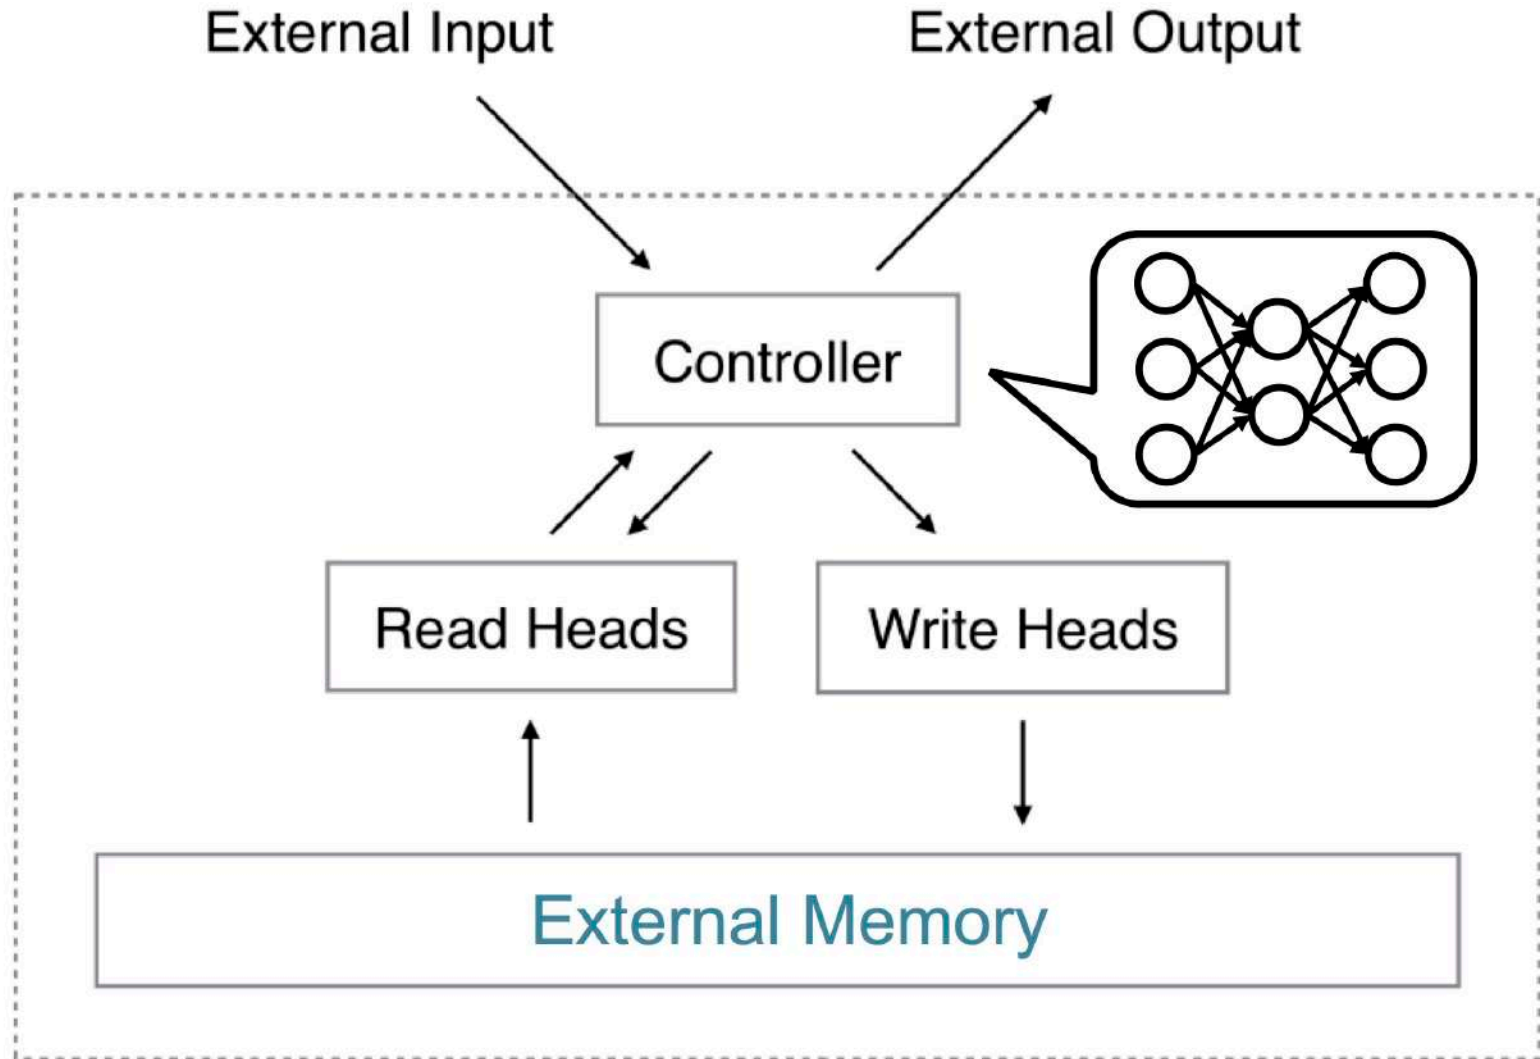 External Input
External Output
Controller
Read Heads
Write Heads
External Memory